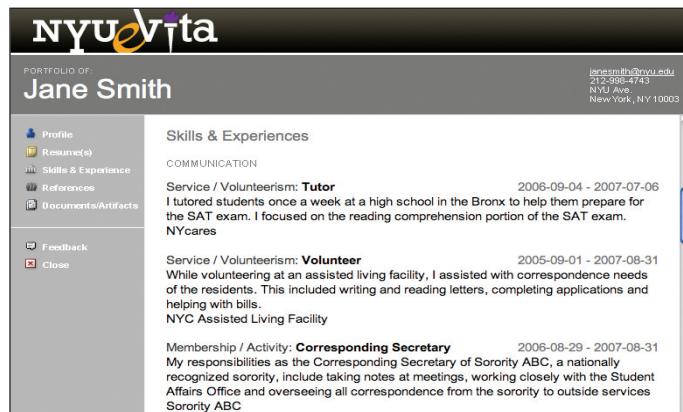 NYUeVita
PORTFOLIO OF:
Jane Smith
janesmith@nyu.edu
212-998-4743
NYU Ave.
New York, NY 10003
Profile
Resume(s)
Skills & Experience
References
Documents/Artifacts
Feedback
Close
Skills & Experiences
COMMUNICATION
Service / Volunteerism: Tutor 2006-09-04 - 2007-07-06
I tutored students once a week at a high school in the Bronx to help them prepare for
the SAT exam. I focused on the reading comprehension portion of the SAT exam.
NYcares
Service / Volunteerism: Volunteer 2005-09-01 - 2007-08-31
While volunteering at an assisted living facility, I assisted with correspondence needs
of the residents. This included writing and reading letters, completing applications and
helping with bills.
NYC Assisted Living Facility
Membership / Activity: Corresponding Secretary 2006-08-29 - 2007-08-31
My responsibilities as the Corresponding Secretary of Sorority ABC, a nationally
recognized sorority, include taking notes at meetings, working closely with the Student
Affairs Office and overseeing all correspondence from the sorority to outside services
Sorority ABC